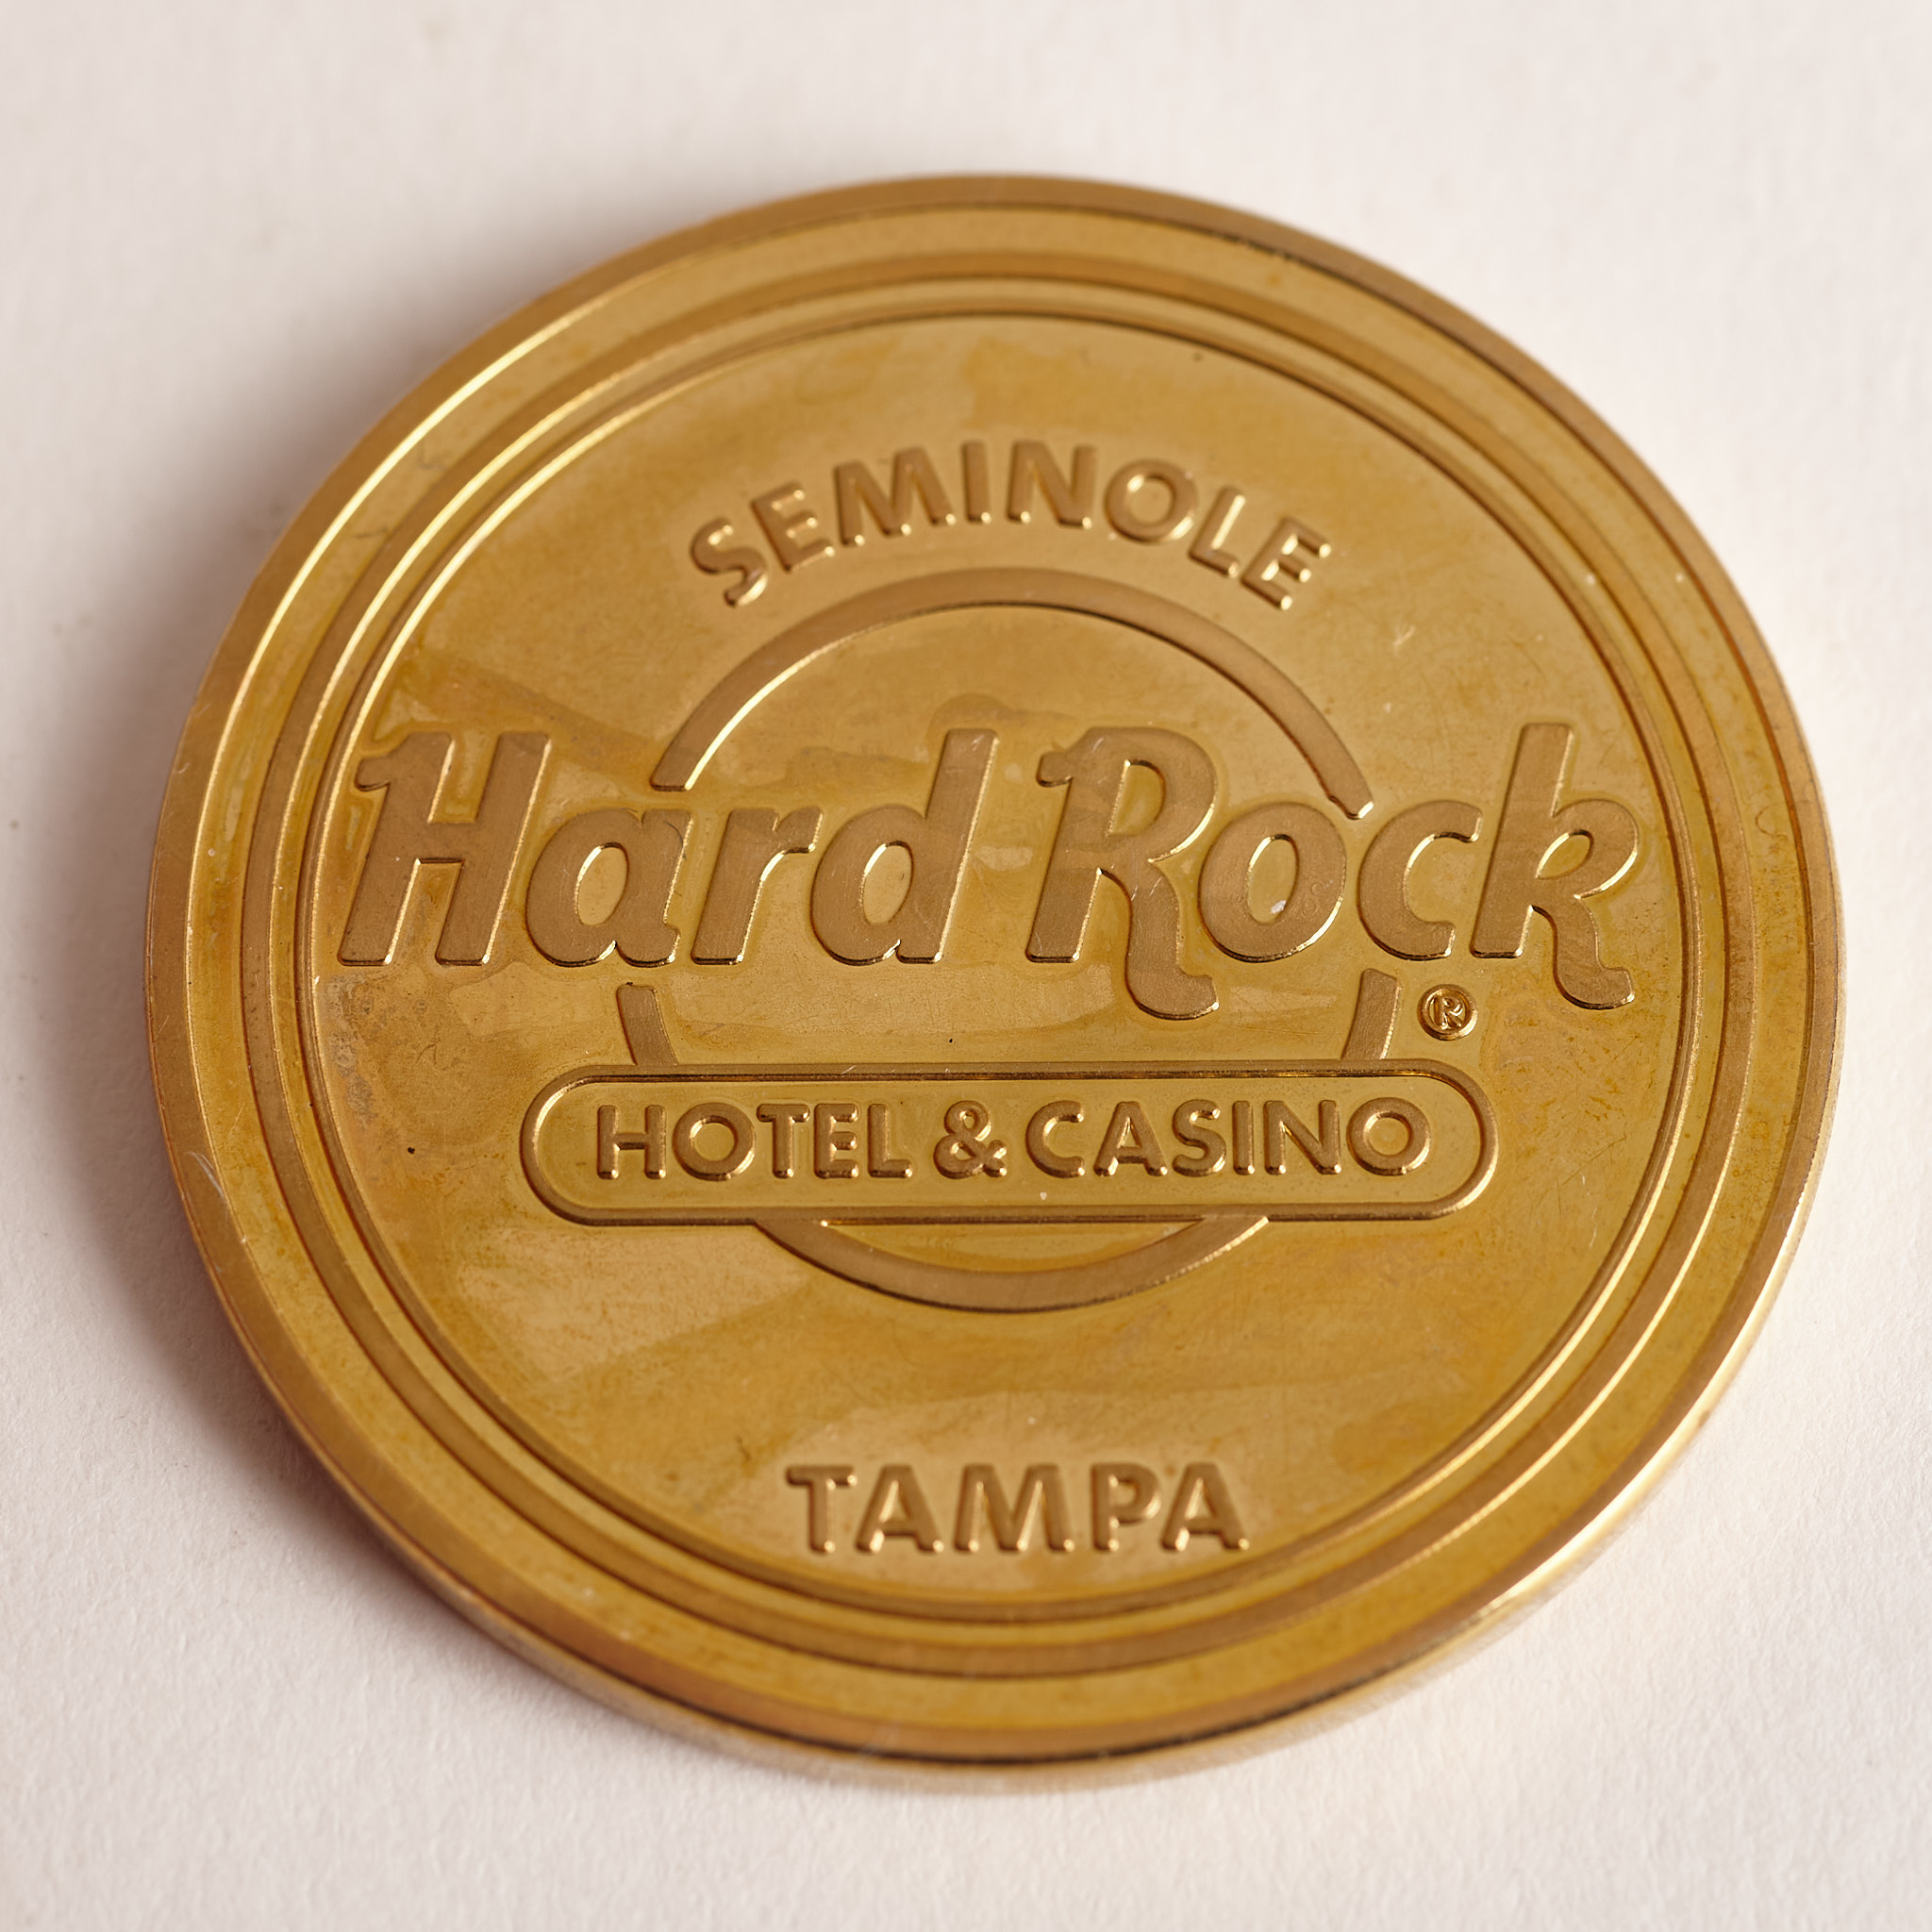 SEMINOLE
Hard Rock
®
HOTEL & CASINO
TAMPA